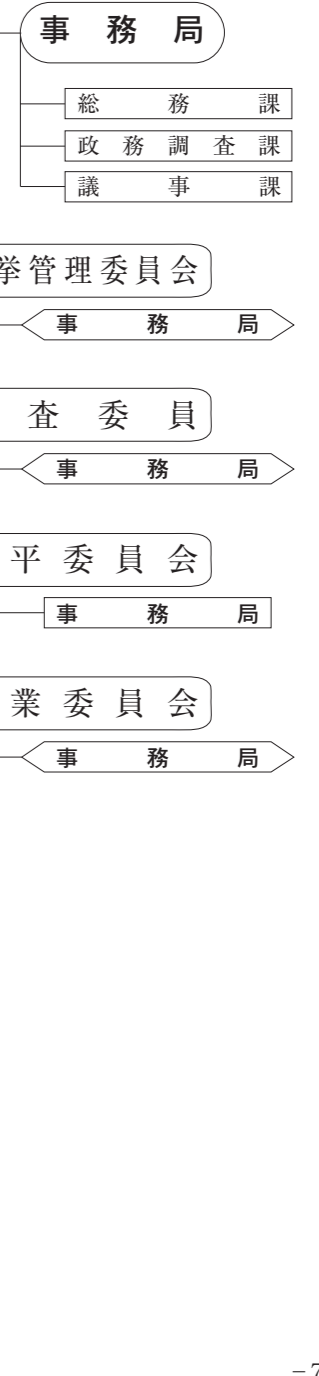 事務局
総務課
政務調査課
議事課
挙管理委員会
事務局
査委員
事務局
平委員会
事務局
業委員会
事務局
-7